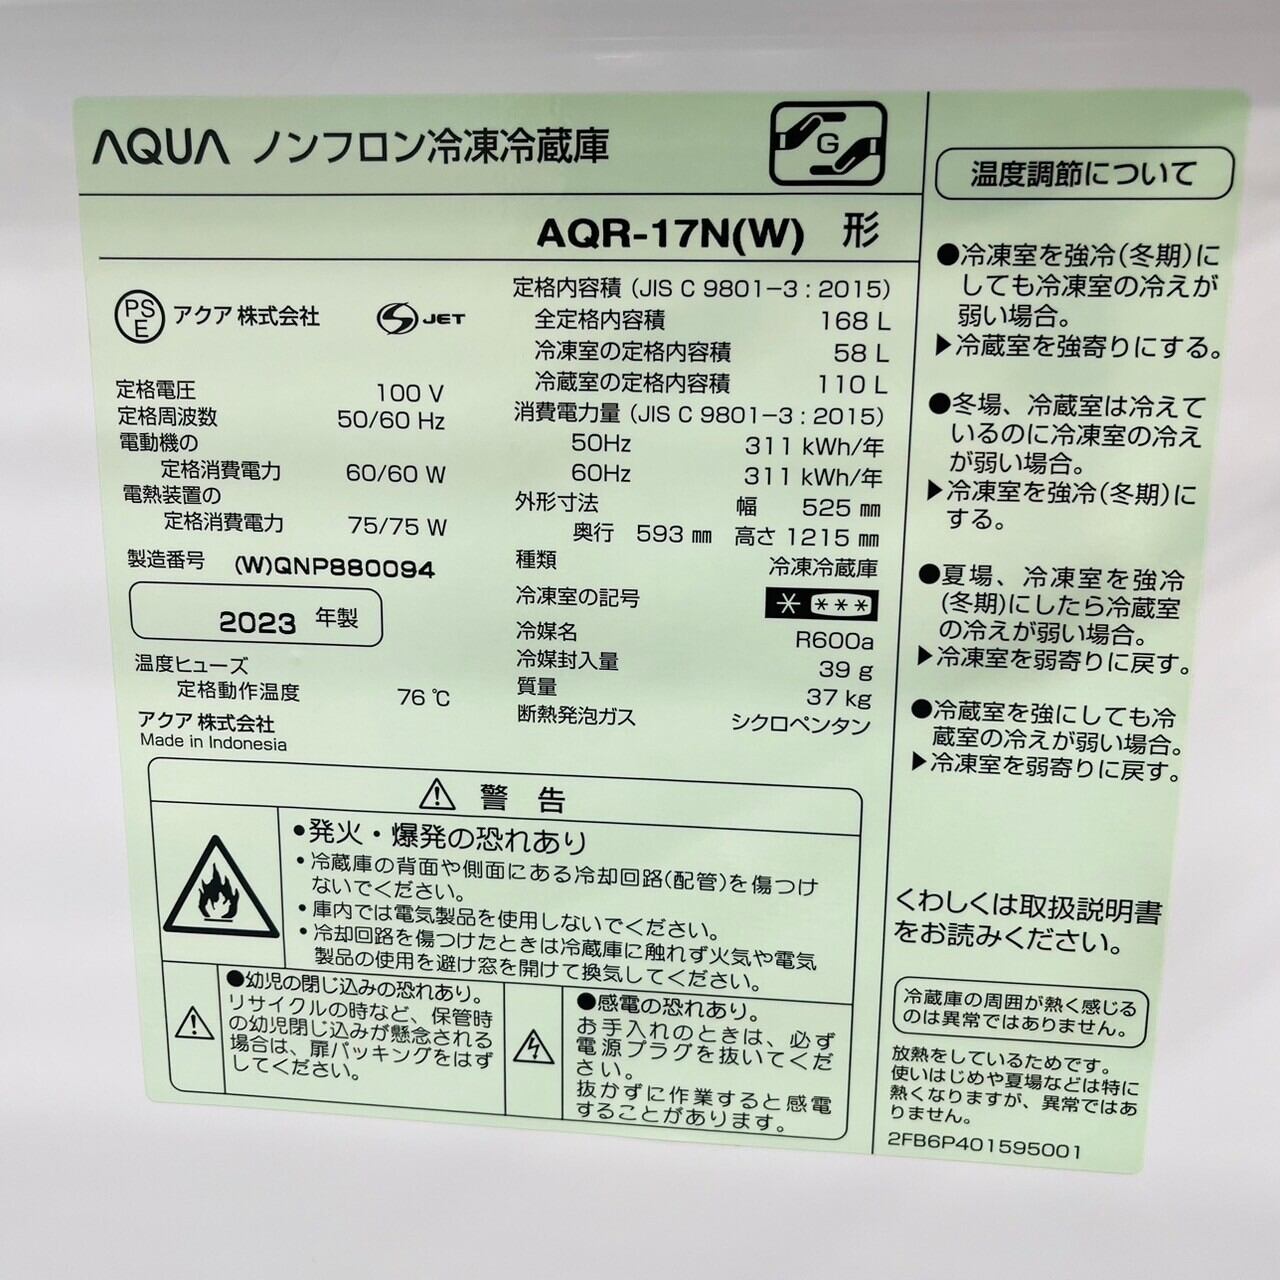 AQUA ノンフロン冷凍冷蔵庫
G
AQR-17N(W) 形
PS
E
アクア 株式会社
S JET
定格電圧 100 V
定格周波数 50/60 Hz
電動機の
定格消費電力 60/60 W
電熱装置の
定格消費電力 75/75 W
製造番号 (W)QNP880094
2023 年製
温度ヒューズ
定格動作温度 76 ℃
アクア 株式会社
Made in Indonesia
定格内容積 (JIS C 9801-3 : 2015)
全定格内容積 168 L
冷凍室の定格内容積 58 L
冷蔵室の定格内容積 110 L
消費電力量 (JIS C 9801-3 : 2015)
50Hz 311 kWh/年
60Hz 311 kWh/年
外形寸法 幅 525 ㎜
奥行 593 ㎜ 高さ 1215 ㎜
種類 冷凍冷蔵庫
冷凍室の記号 * ***
冷媒名 R600a
冷媒封入量 39 g
質量 37 kg
断熱発泡ガス シクロペンタン
警告
●発火・爆発の恐れあり
・冷蔵庫の背面や側面にある冷却回路(配管)を傷つけ
ないでください。
・庫内では電気製品を使用しないでください。
・冷却回路を傷つけたときは冷蔵庫に触れず火気や電気
製品の使用を避け窓を開けて換気してください。
●幼児の閉じ込みの恐れあり。
リサイクルの時など、保管時
の幼児閉じ込みが懸念される
場合は、扉パッキングをはず
してください。
●感電の恐れあり。
お手入れのときは、必ず
電源プラグを抜いてくだ
さい。
抜かずに作業すると感電
することがあります。
温度調節について
●冷凍室を強冷(冬期)に
しても冷凍室の冷えが
弱い場合。
▶冷蔵室を強寄りにする。
●冬場、冷蔵室は冷えて
いるのに冷凍室の冷え
が弱い場合。
▶冷凍室を強冷(冬期)に
する。
●夏場、冷凍室を強冷
(冬期)にしたら冷蔵室
の冷えが弱い場合。
▶冷凍室を弱寄りに戻す。
●冷蔵室を強にしても冷
蔵室の冷えが弱い場合。
▶冷凍室を弱寄りに戻す。
くわしくは取扱説明書
をお読みください。
冷蔵庫の周囲が熱く感じる
のは異常ではありません。
放熱をしているためです。
使いはじめや夏場などは特に
熱くなりますが、異常ではあ
りません。
2FB6P401595001